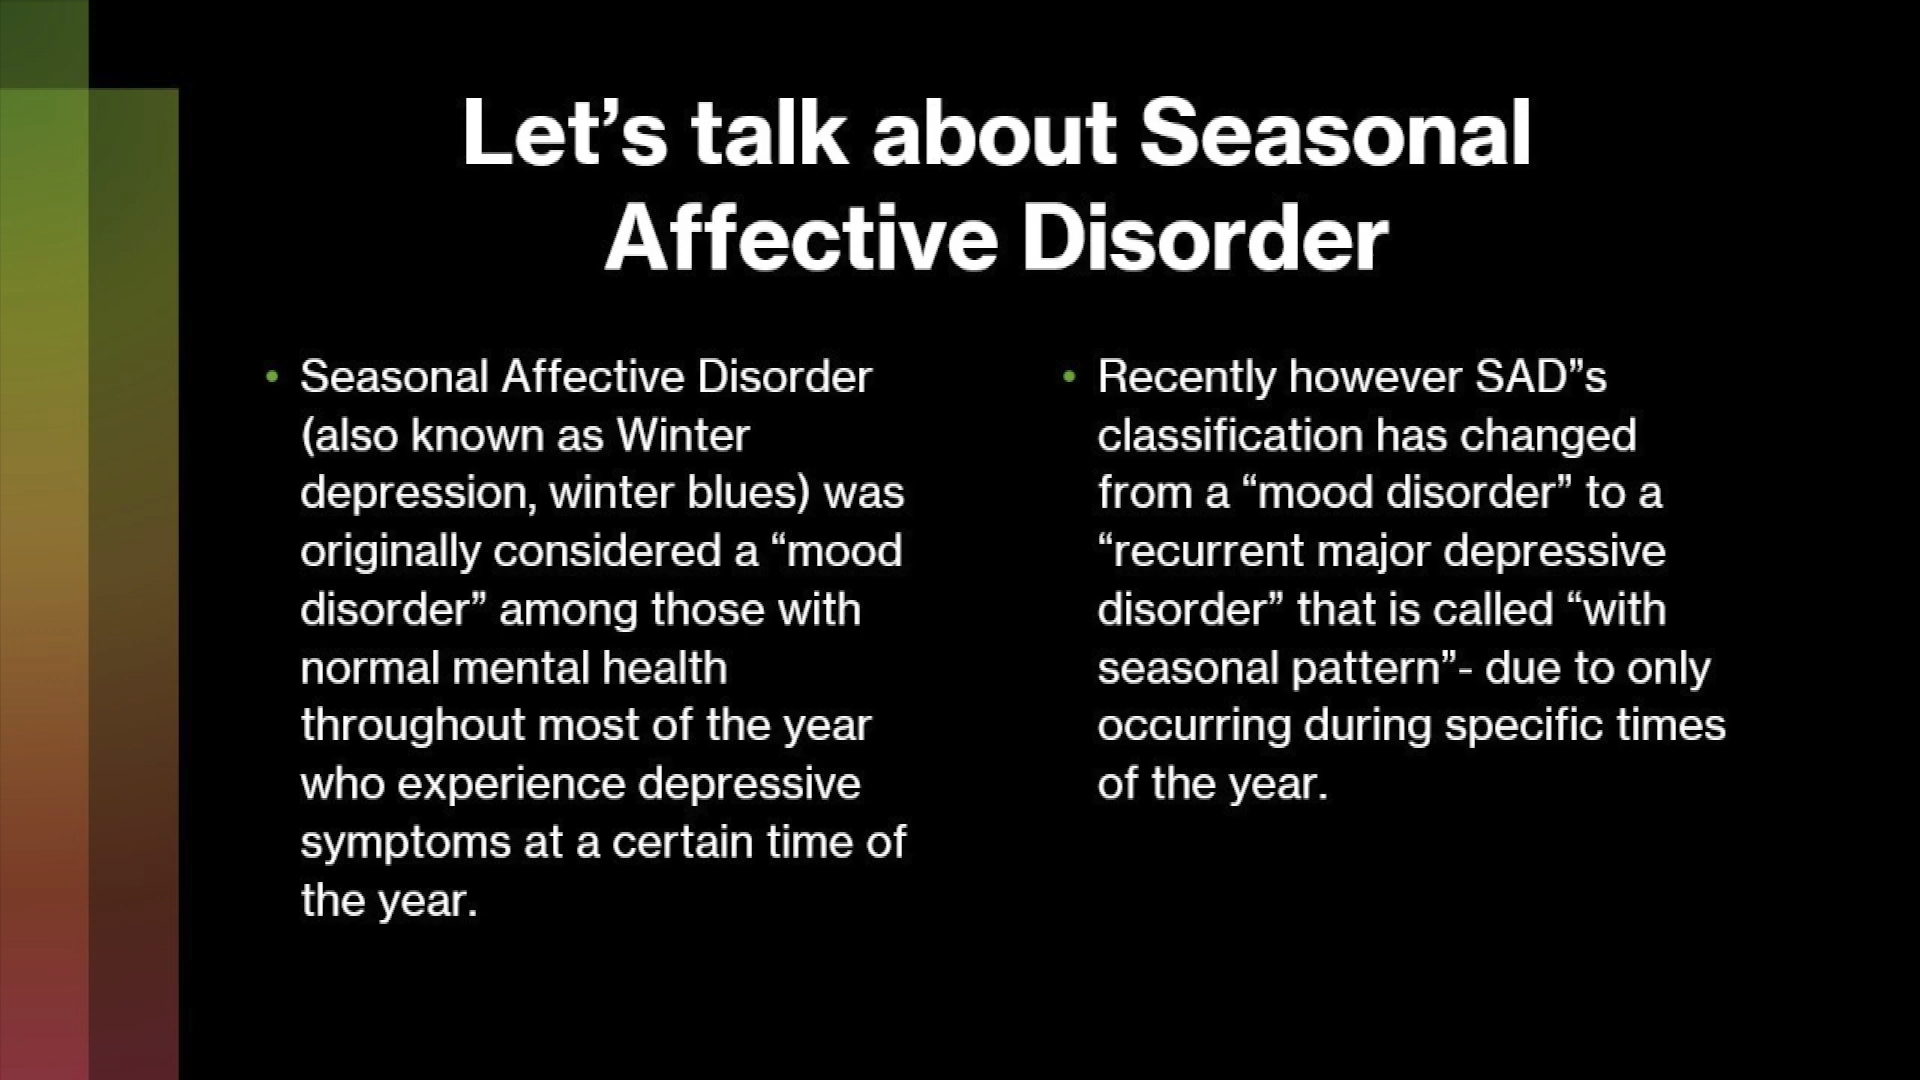 Let’s talk about Seasonal
Affective Disorder
• Seasonal Affective Disorder
(also known as Winter
depression, winter blues) was
originally considered a “mood
disorder” among those with
normal mental health
throughout most of the year
who experience depressive
symptoms at a certain time of
the year.
• Recently however SAD”s
classification has changed
from a “mood disorder” to a
“recurrent major depressive
disorder” that is called “with
seasonal pattern”- due to only
occurring during specific times
of the year.